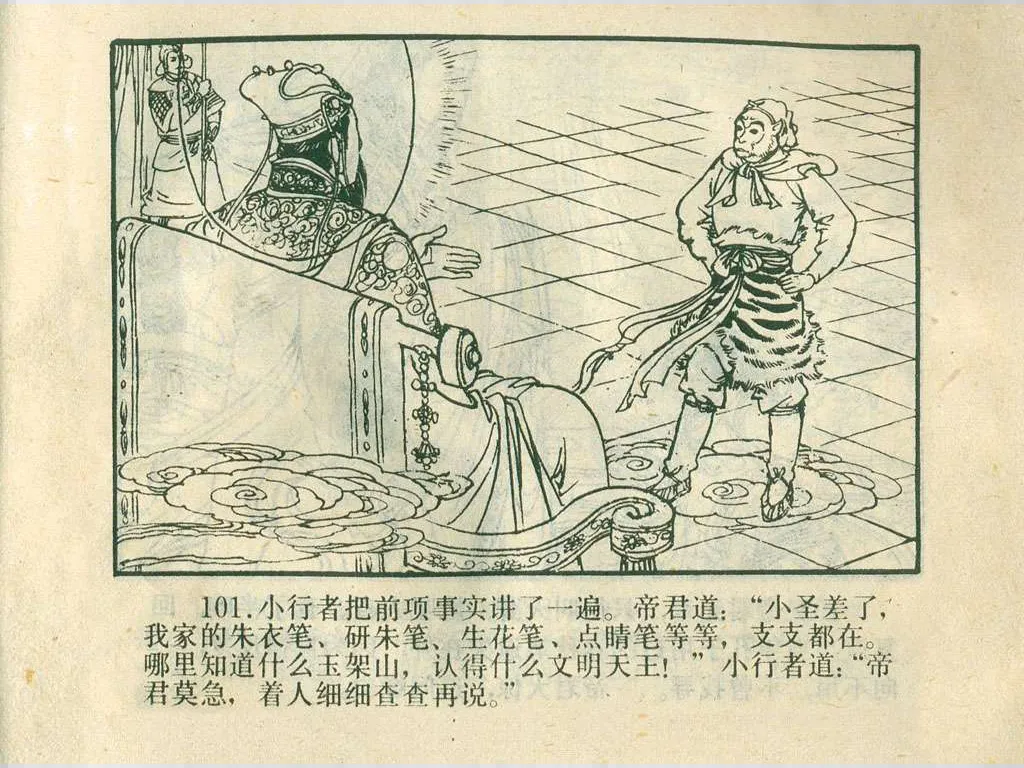 101.小行者把前项事实讲了一遍。帝君道：“小圣差了，
我家的朱衣笔、研朱笔、生花笔、点睛笔等等，支支都在。
哪里知道什么玉架山，认得什么文明天王！”小行者道：“帝
君莫急，着人细细查查再说。”